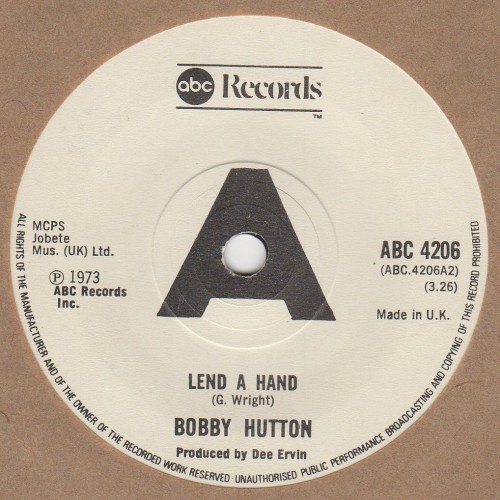 abc Records
™
A
MCPS
Jobete
Mus. (UK) Ltd.
℗ 1973
ABC Records
Inc.
ABC 4206
(ABC.4206A2)
(3.26)
Made in U.K.
LEND A HAND
(G. Wright)
BOBBY HUTTON
Produced by Dee Ervin
ALL RIGHTS OF THE MANUFACTURER AND OF THE OWNER OF THE RECORDED WORK RESERVED UNAUTHORISED PUBLIC PERFORMANCE BROADCASTING AND COPYING OF THIS RECORD PROHIBITED